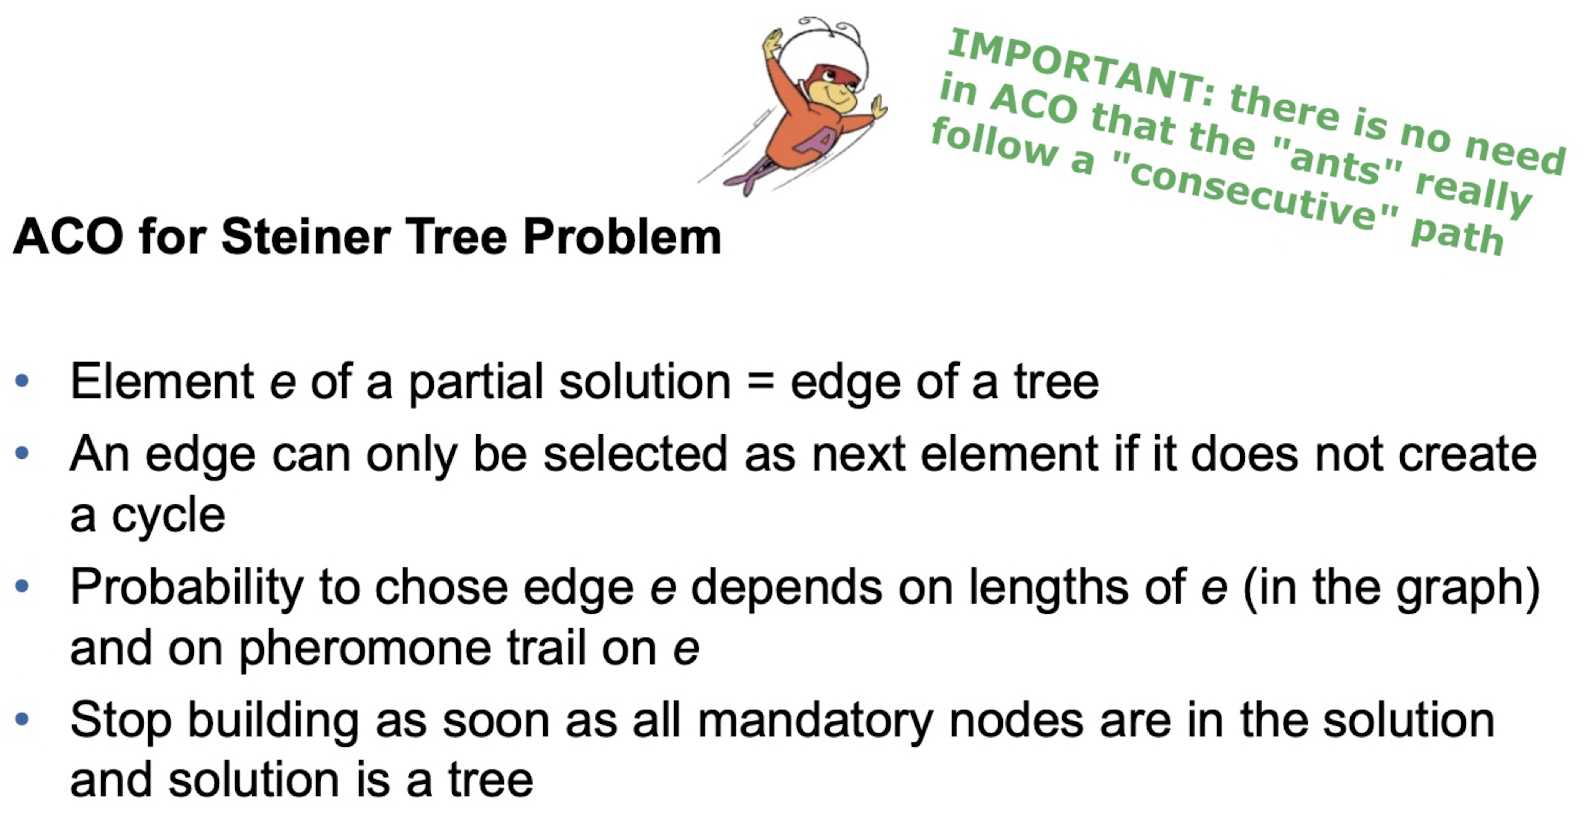 IMPORTANT: there is no need
in ACO that the "ants" really
follow a "consecutive" path
A
ACO for Steiner Tree Problem
• Element e of a partial solution = edge of a tree
• An edge can only be selected as next element if it does not create
a cycle
• Probability to chose edge e depends on lengths of e (in the graph)
and on pheromone trail on e
• Stop building as soon as all mandatory nodes are in the solution
and solution is a tree